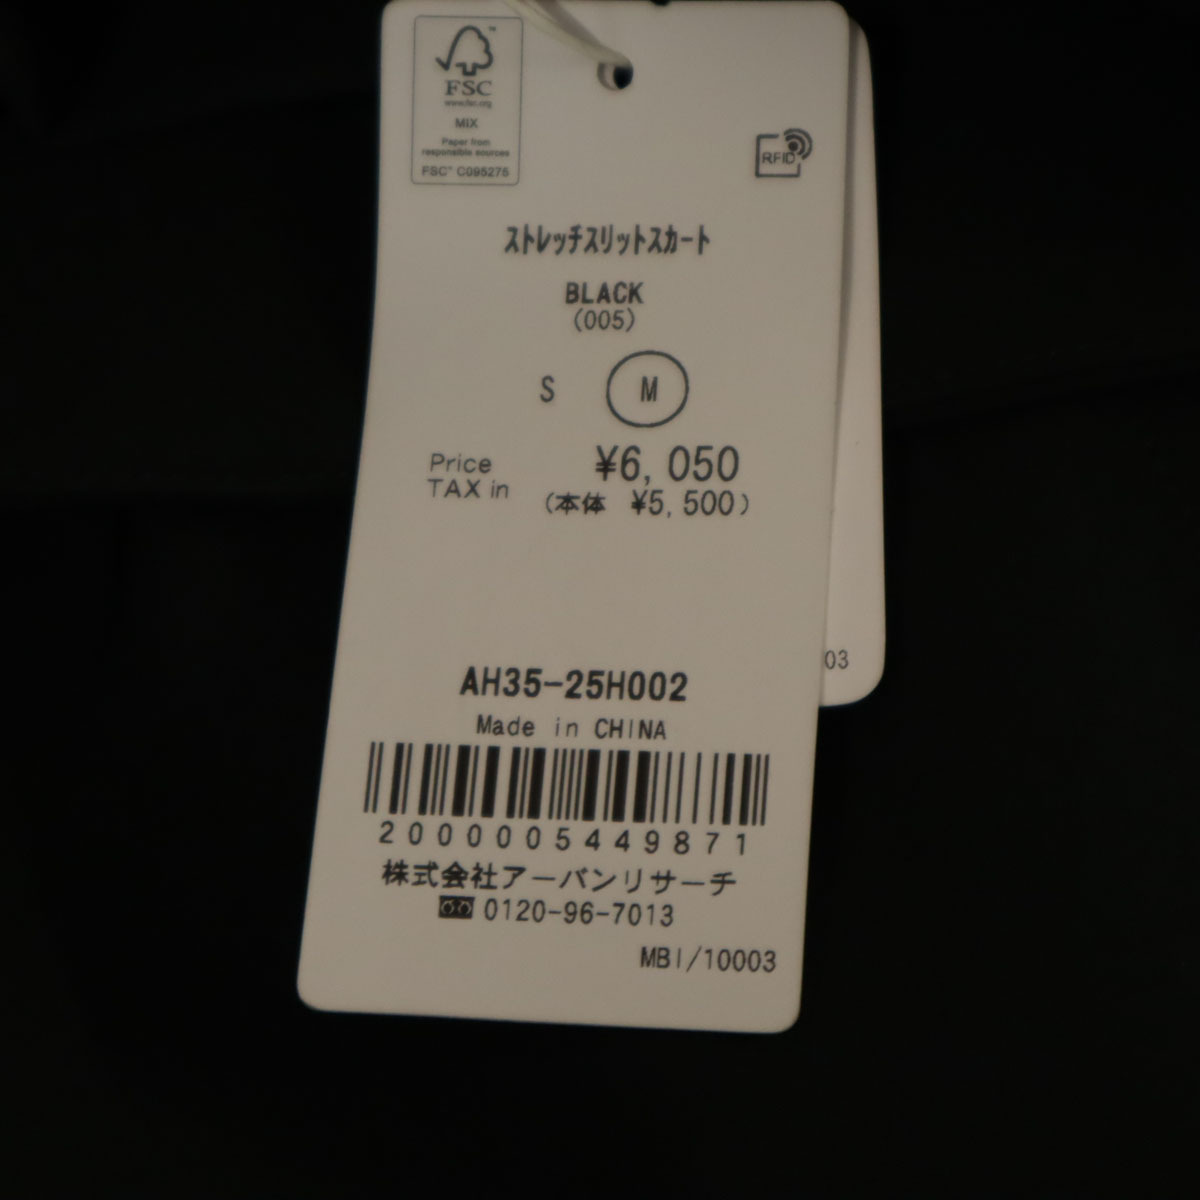 FSC™
www.fsc.org
MIX
Paper from
responsible sources
FSC® C095275
RFID
ストレッチスリットスカート
BLACK
(005)
S M
Price ¥6,050
TAX in (本体 ¥5,500)
AH35-25H002
Made in CHINA
2000005449871
株式会社アーバンリサーチ
0120-96-7013
MBI/10003
03